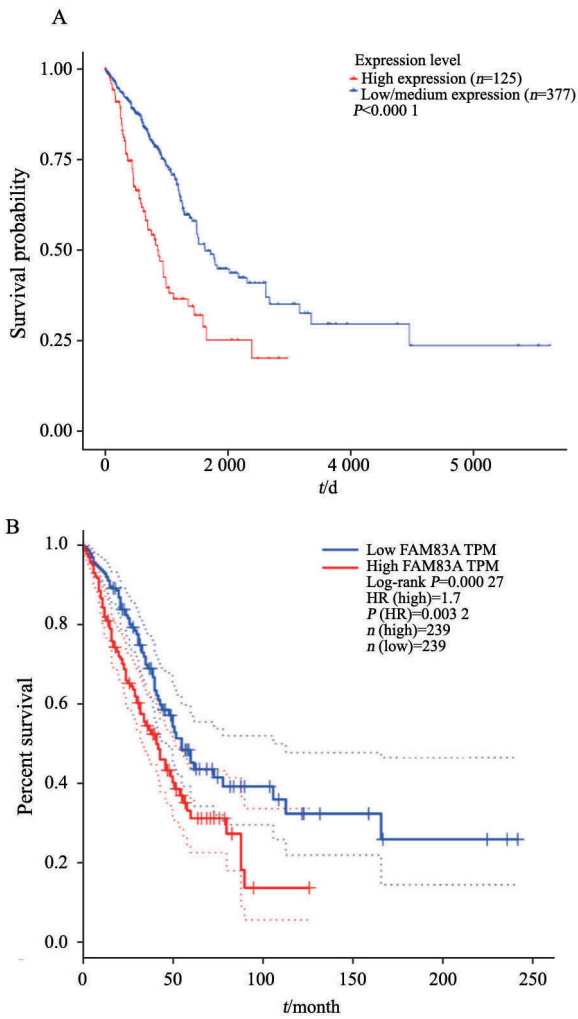 A
Expression level
High expression (n=125)
Low/medium expression (n=377)
P<0.000 1
1.00
0.75
0.50
0.25
0.00
Survival probability
0
2 000
4 000
5 000
t/d
B
Low FAM83A TPM
High FAM83A TPM
Log-rank P=0.000 27
HR (high)=1.7
P (HR)=0.003 2
n (high)=239
n (low)=239
1.0
0.8
0.6
0.4
0.2
0.0
Percent survival
0
50
100
150
200
250
t/month